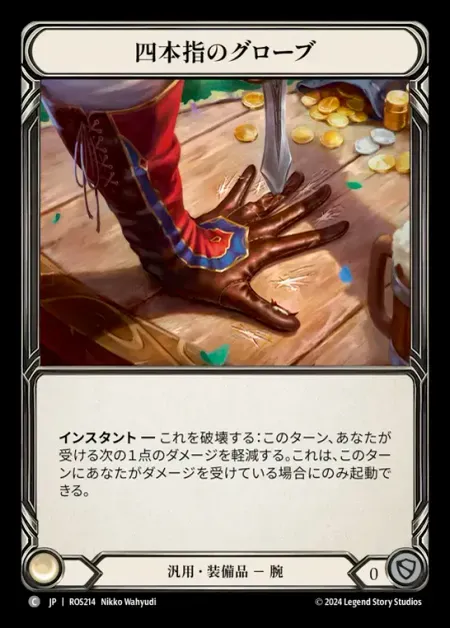 四本指のグローブ
インスタント ー これを破壊する：このターン、あなたが
受ける次の１点のダメージを軽減する。これは、このター
ンにあなたがダメージを受けている場合にのみ起動で
きる。
汎用・装備品 － 腕
0
C JP | ROS214 Nikko Wahyudi
© 2024 Legend Story Studios